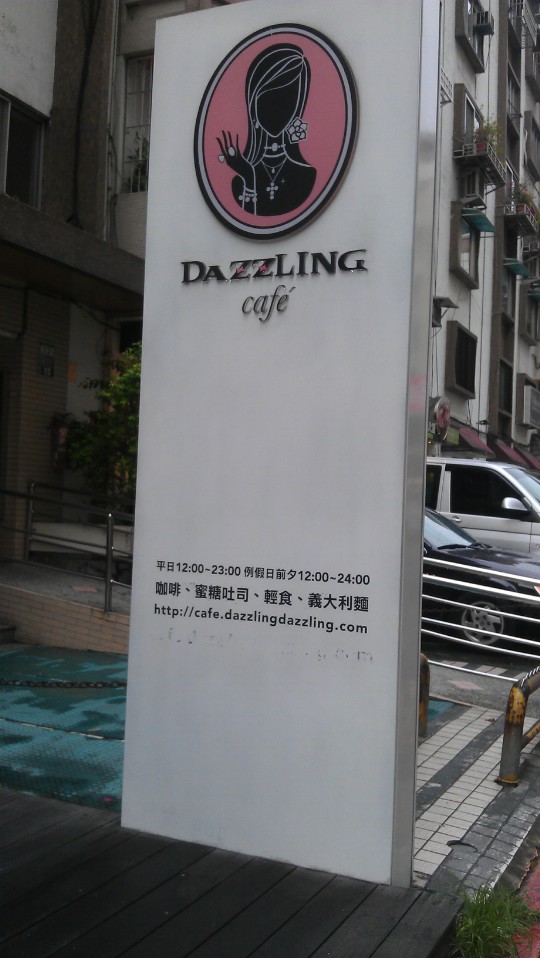 DAZZLING
café
平日12:00~23:00 例假日前夕12:00~24:00
咖啡、蜜糖吐司、輕食、義大利麵
http://cafe.dazzlingdazzling.com